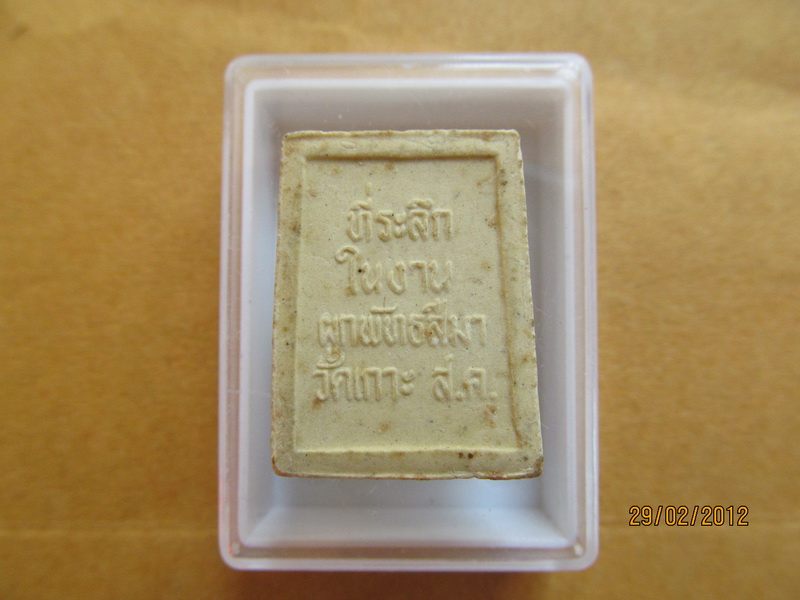 ที่ระลึก
ในงาน
ผูกพัทธสีมา
วัดเกาะ ส.ค.
29/02/2012